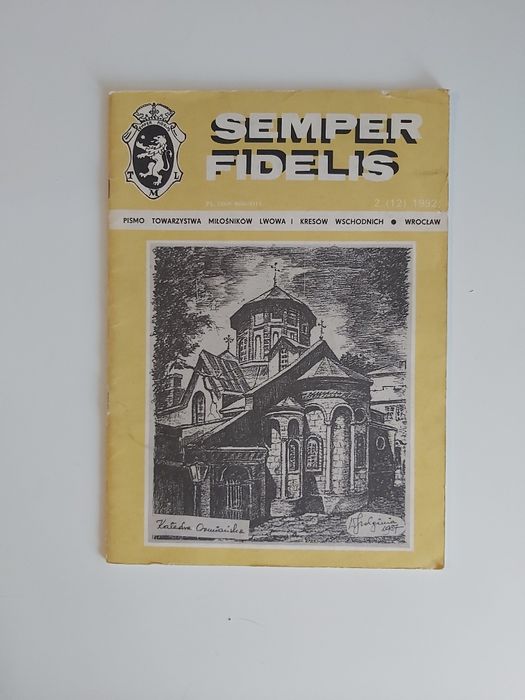 SEMPER
FIDELIS
T M L
2 (12) 1992
PISMO TOWARZYSTWA MIŁOŚNIKÓW LWOWA I KRESÓW WSCHODNICH ● WROCŁAW
Katedra Ormiańska